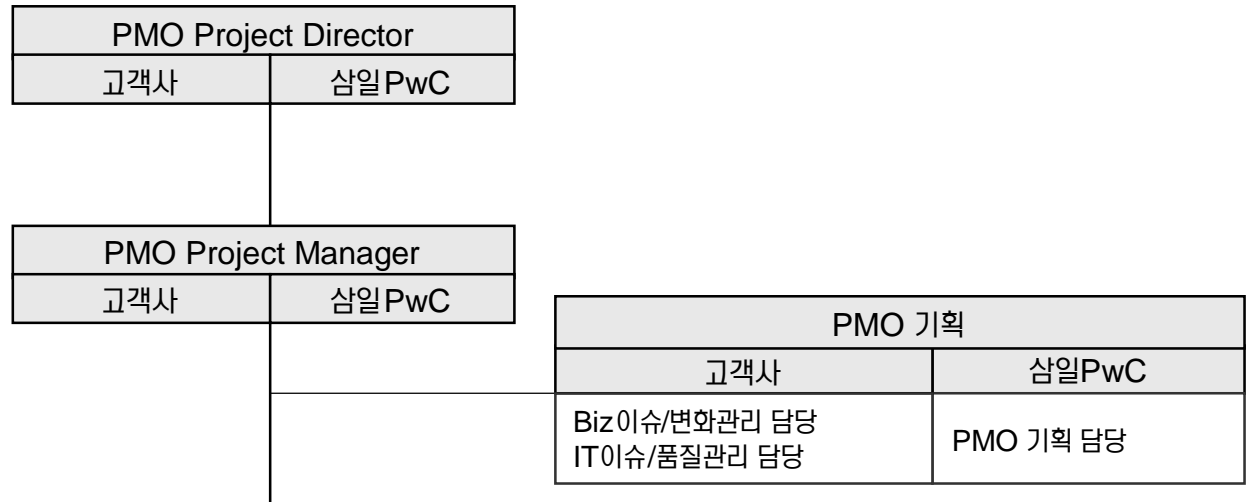 PMO Project Director
고객사 삼일PwC
PMO Project Manager
고객사 삼일PwC
PMO 기획
고객사 삼일PwC
Biz이슈/변화관리 담당
IT이슈/품질관리 담당
PMO 기획 담당